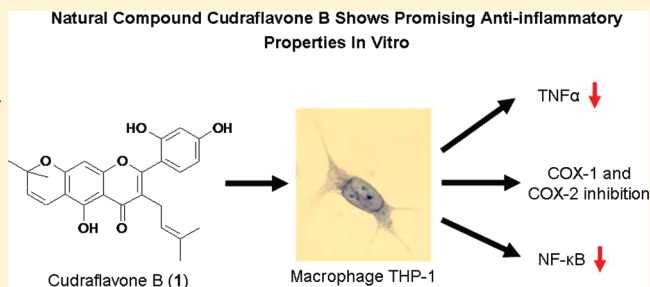 Natural Compound Cudraflavone B Shows Promising Anti-inflammatory
Properties In Vitro
HO
OH
O
O
OH
O
Cudraflavone B (1)
Macrophage THP-1
TNFα
COX-1 and
COX-2 inhibition
NF-κB